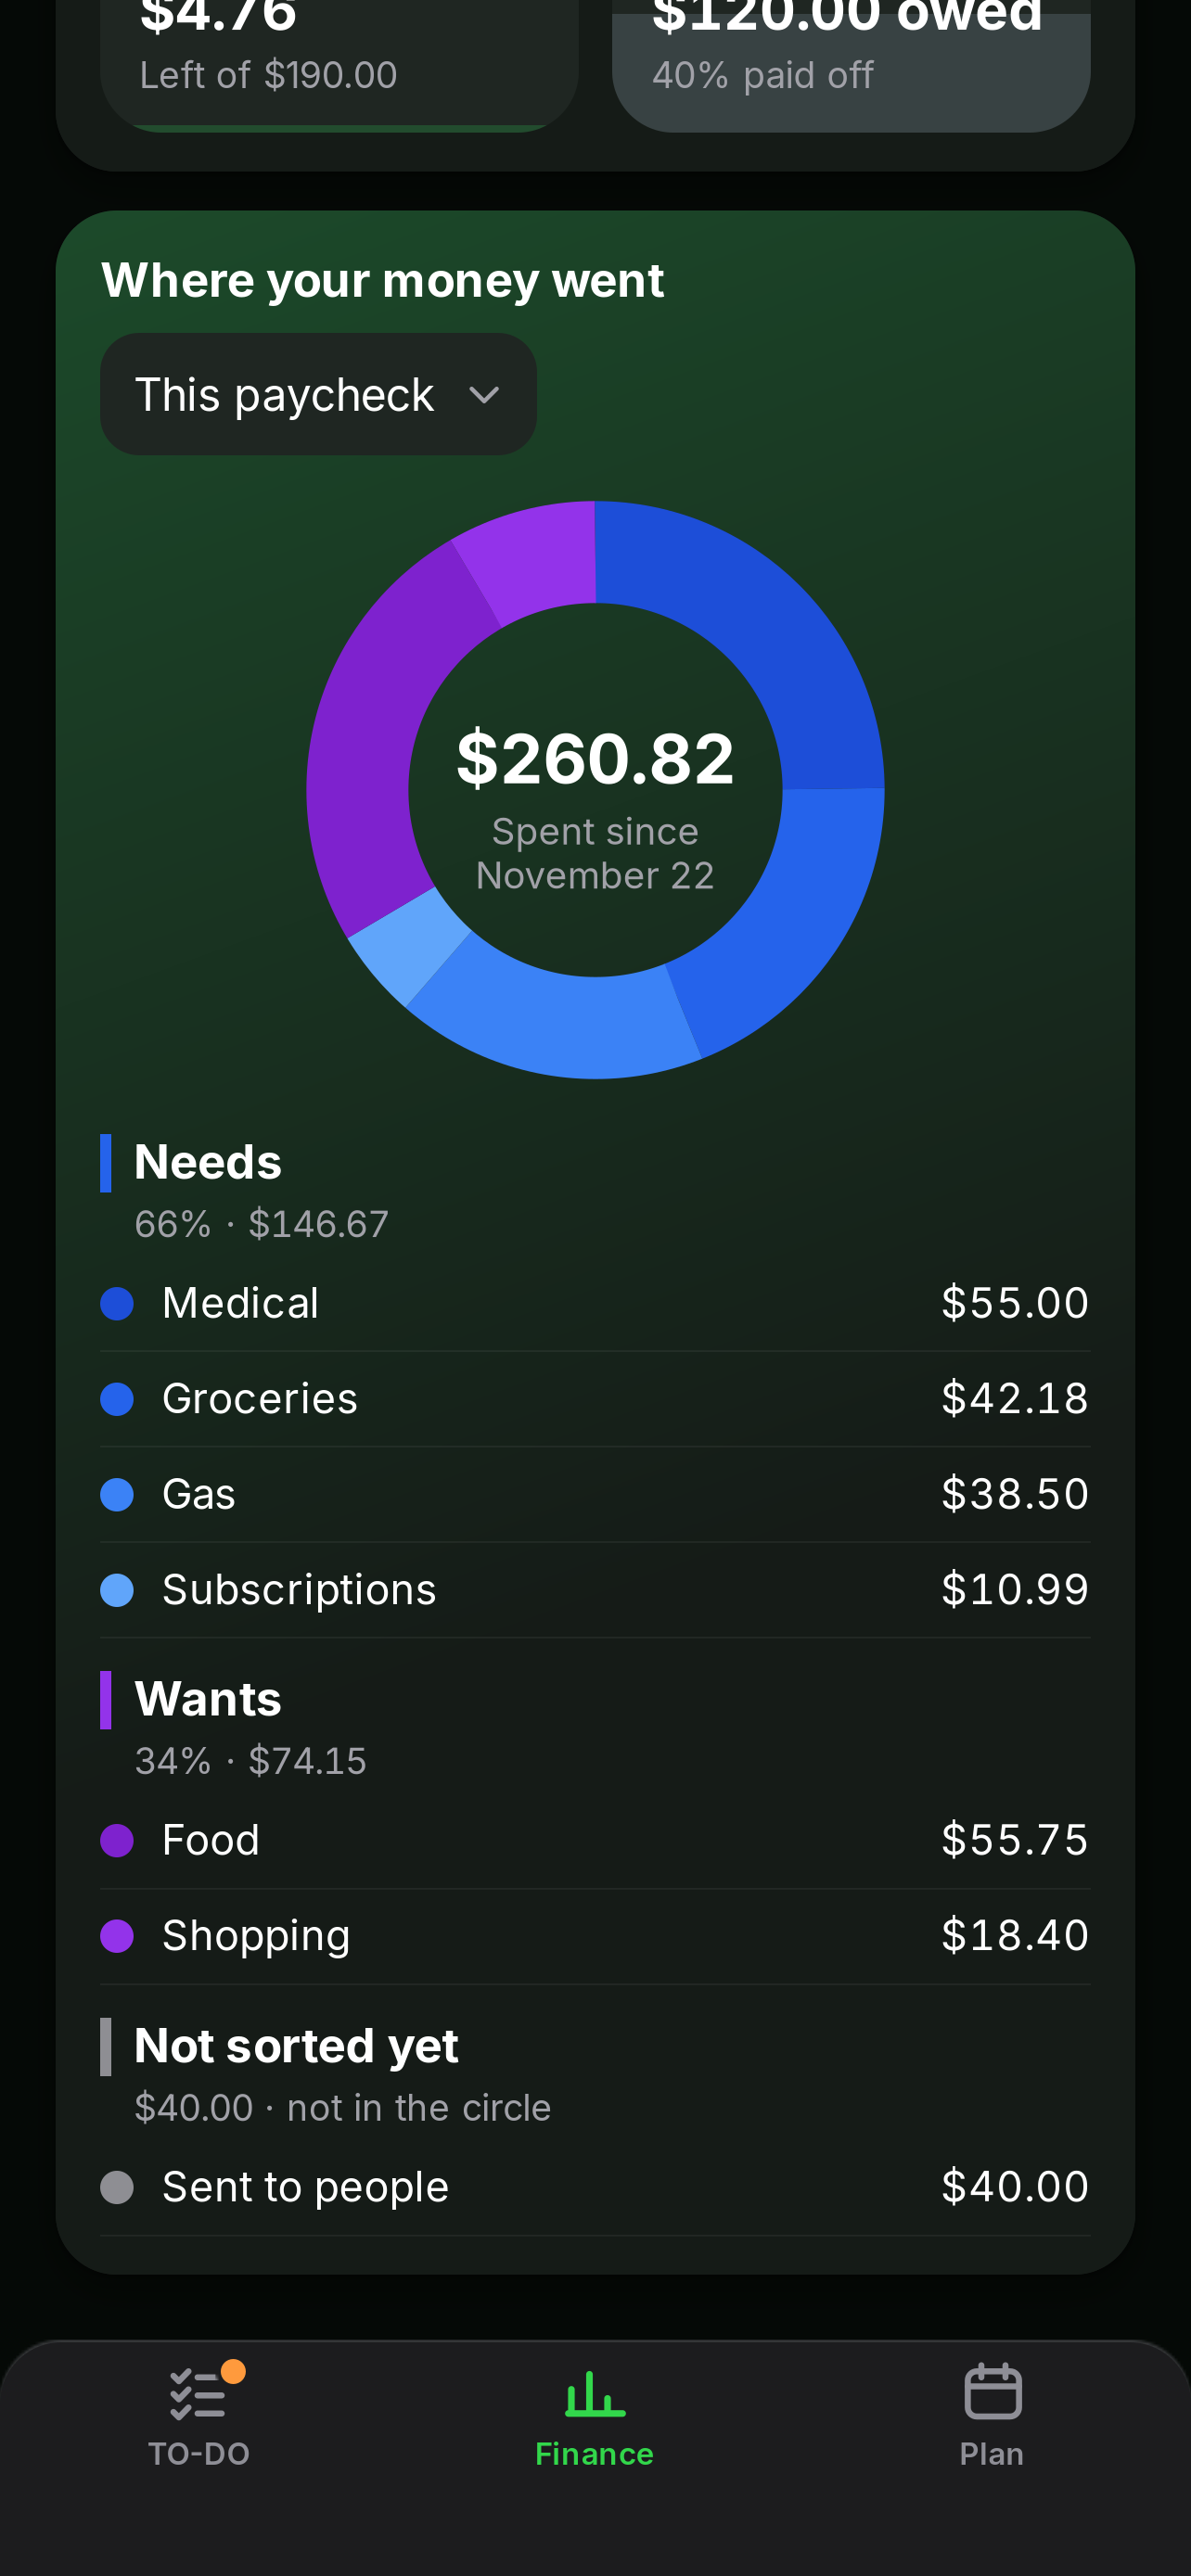 $4.76
$120.00 owed
Left of $190.00
40% paid off
Where your money went
This paycheck
$260.82
Spent since
November 22
Needs
66% · $146.67
Medical $55.00
Groceries $42.18
Gas $38.50
Subscriptions $10.99
Wants
34% · $74.15
Food $55.75
Shopping $18.40
Not sorted yet
$40.00 · not in the circle
Sent to people $40.00
TO-DO
Finance
Plan